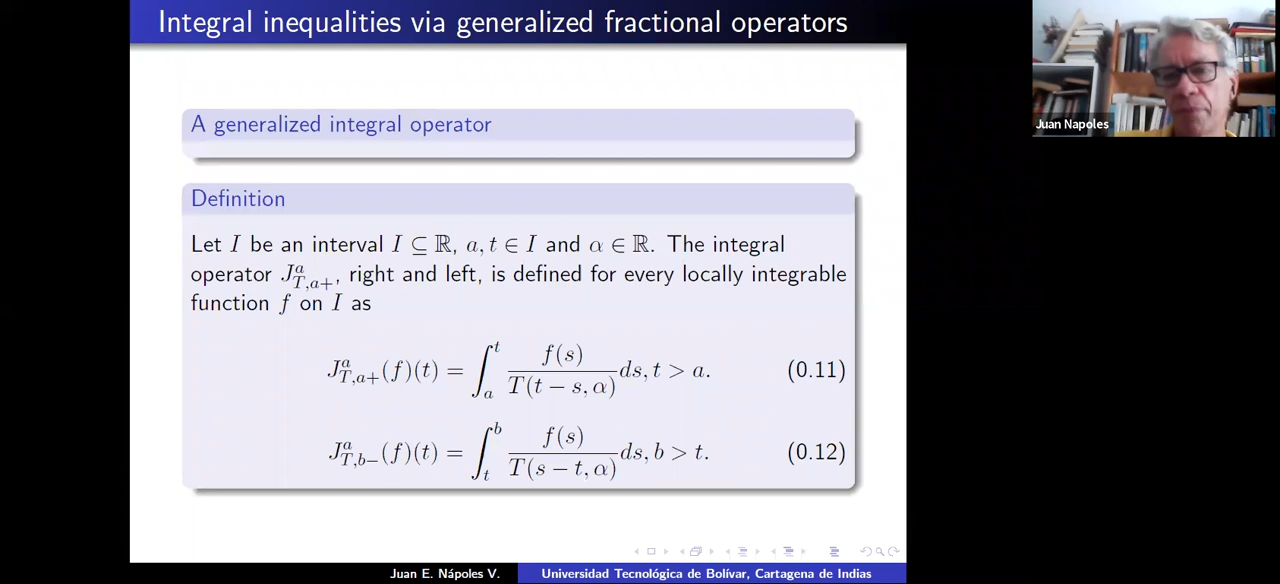 Integral inequalities via generalized fractional operators
Juan Napoles
A generalized integral operator
Definition
Let I be an interval I ⊆ ℝ, a, t ∈ I and α ∈ ℝ. The integral
operator J^a_{T,a+}, right and left, is defined for every locally integrable
function f on I as
J^a_{T,a+}(f)(t) = ∫_a^t f(s)/T(t − s, α) ds, t > a. (0.11)
J^a_{T,b−}(f)(t) = ∫_t^b f(s)/T(s − t, α) ds, b > t. (0.12)
Juan E. Nápoles V. Universidad Tecnológica de Bolívar, Cartagena de Indias